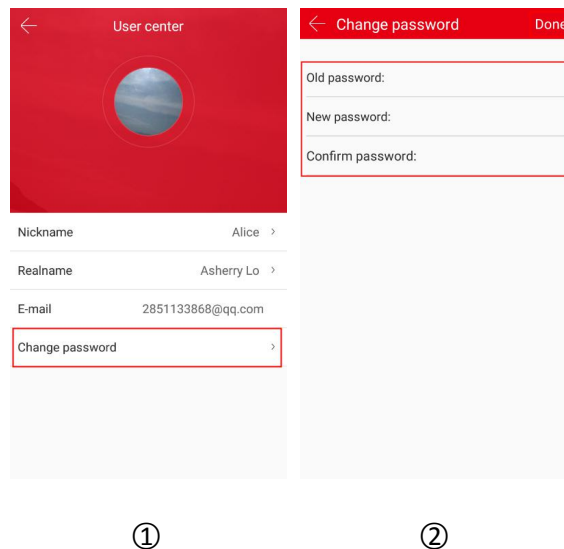 User center
Nickname Alice
Realname Asherry Lo
E-mail 2851133868@qq.com
Change password
①
Change password Done
Old password:
New password:
Confirm password:
②